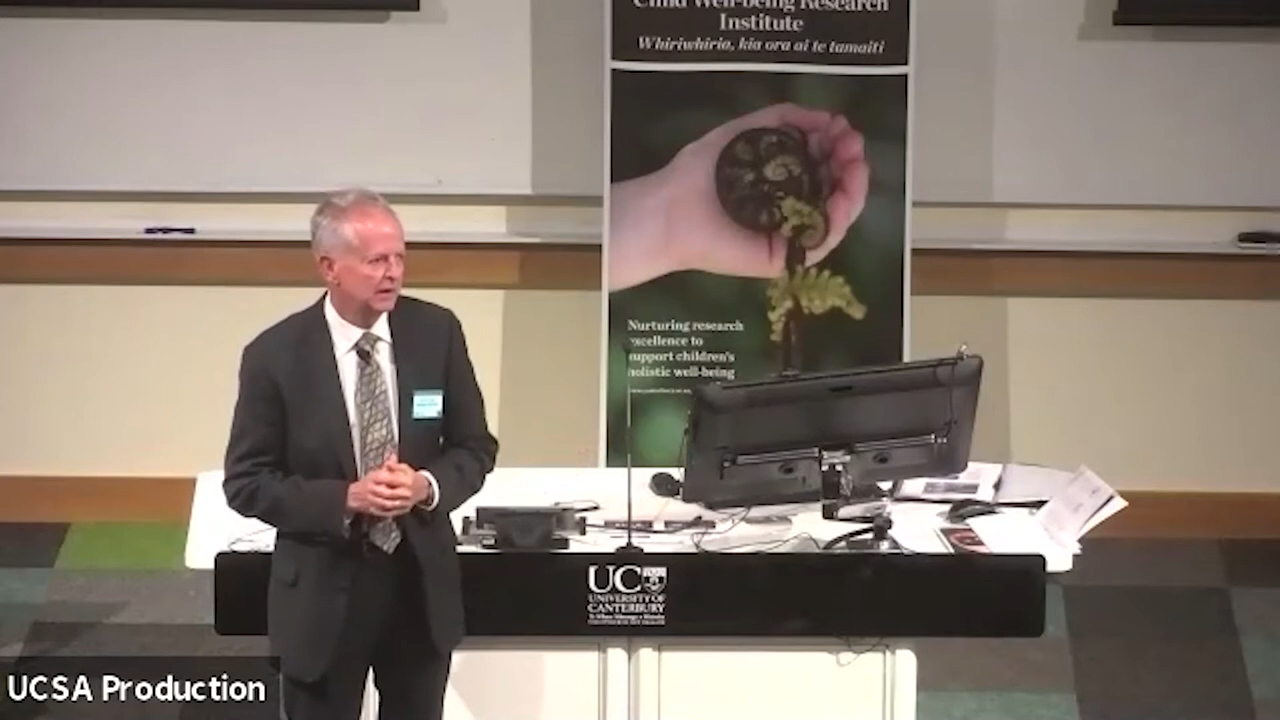 Child Well-being Research
Institute
Whiriwhiria, kia ora ai te tamaiti
Nurturing research
excellence to
support children's
holistic well-being
UC
UNIVERSITY OF
CANTERBURY
UCSA Production